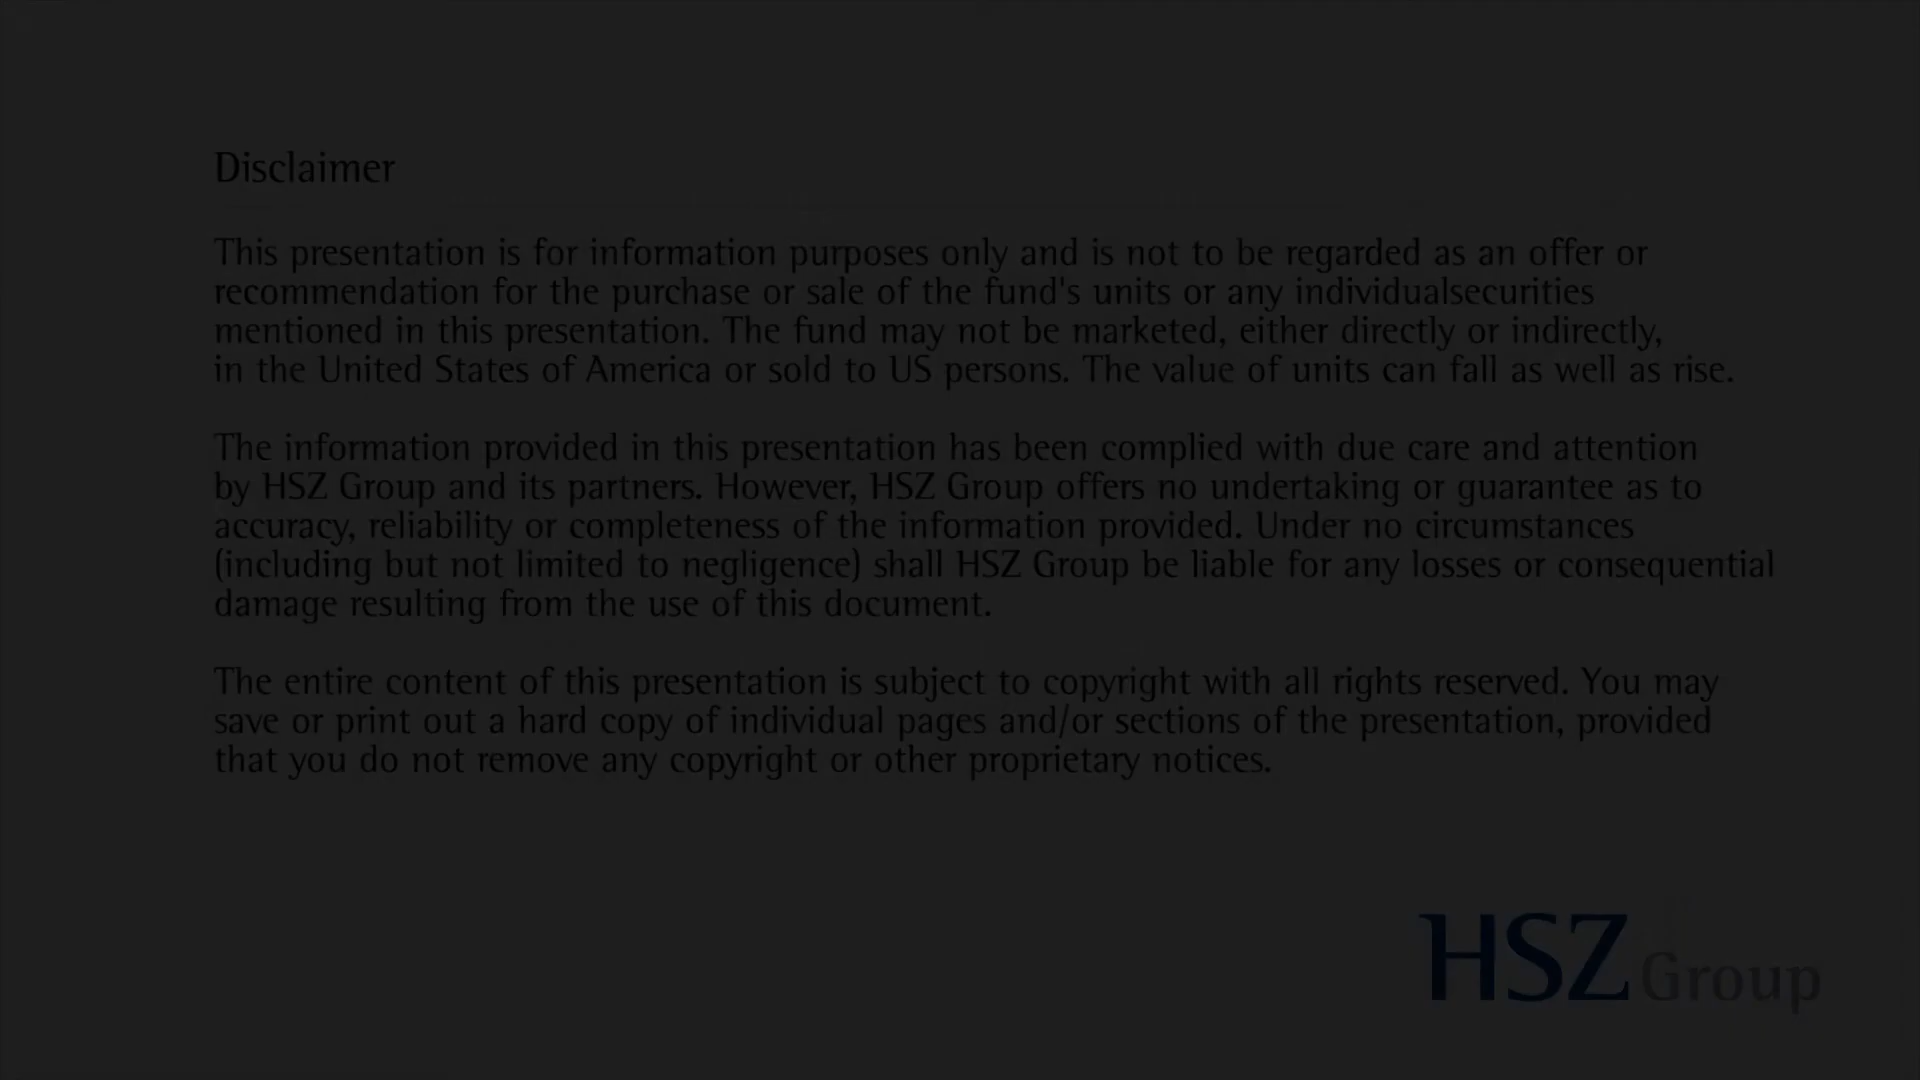 Disclaimer
This presentation is for information purposes only and is not to be regarded as an offer or
recommendation for the purchase or sale of the fund's units or any individualsecurities
mentioned in this presentation. The fund may not be marketed, either directly or indirectly,
in the United States of America or sold to US persons. The value of units can fall as well as rise.
The information provided in this presentation has been complied with due care and attention
by HSZ Group and its partners. However, HSZ Group offers no undertaking or guarantee as to
accuracy, reliability or completeness of the information provided. Under no circumstances
(including but not limited to negligence) shall HSZ Group be liable for any losses or consequential
damage resulting from the use of this document.
The entire content of this presentation is subject to copyright with all rights reserved. You may
save or print out a hard copy of individual pages and/or sections of the presentation, provided
that you do not remove any copyright or other proprietary notices.
HSZ Group